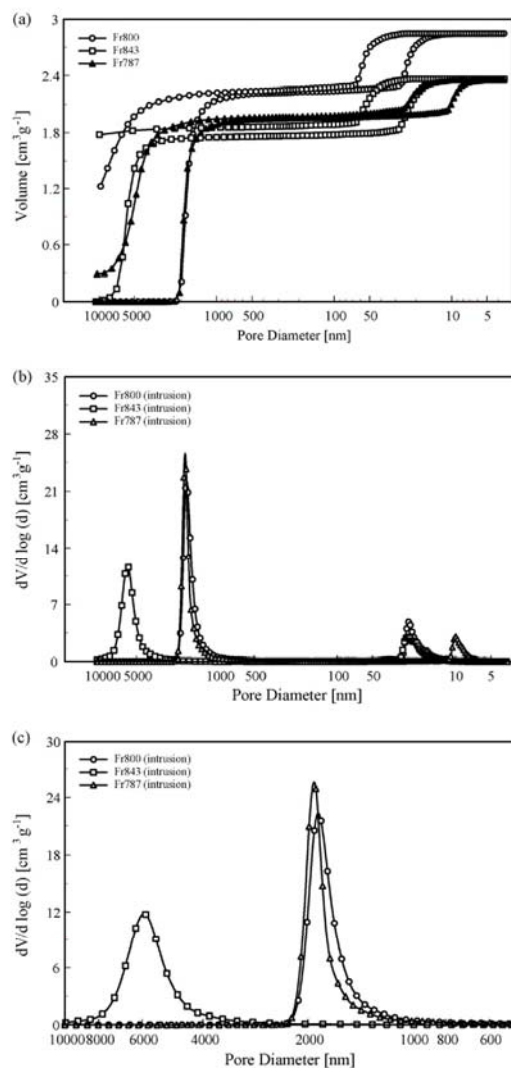 (a)
3
2.4
1.8
1.2
0.6
0
Volume [cm³g⁻¹]
Fr800
Fr843
Fr787
10000 5000 1000 500 100 50 10 5
Pore Diameter [nm]
(b)
35
28
21
14
7
0
dV/d log (d) [cm³g⁻¹]
Fr800 (intrusion)
Fr843 (intrusion)
Fr787 (intrusion)
10000 5000 1000 500 100 50 10 5
Pore Diameter [nm]
(c)
30
24
18
12
6
0
dV/d log (d) [cm³g⁻¹]
Fr800 (intrusion)
Fr843 (intrusion)
Fr787 (intrusion)
10000 8000 6000 4000 2000 1000 800 600
Pore Diameter [nm]